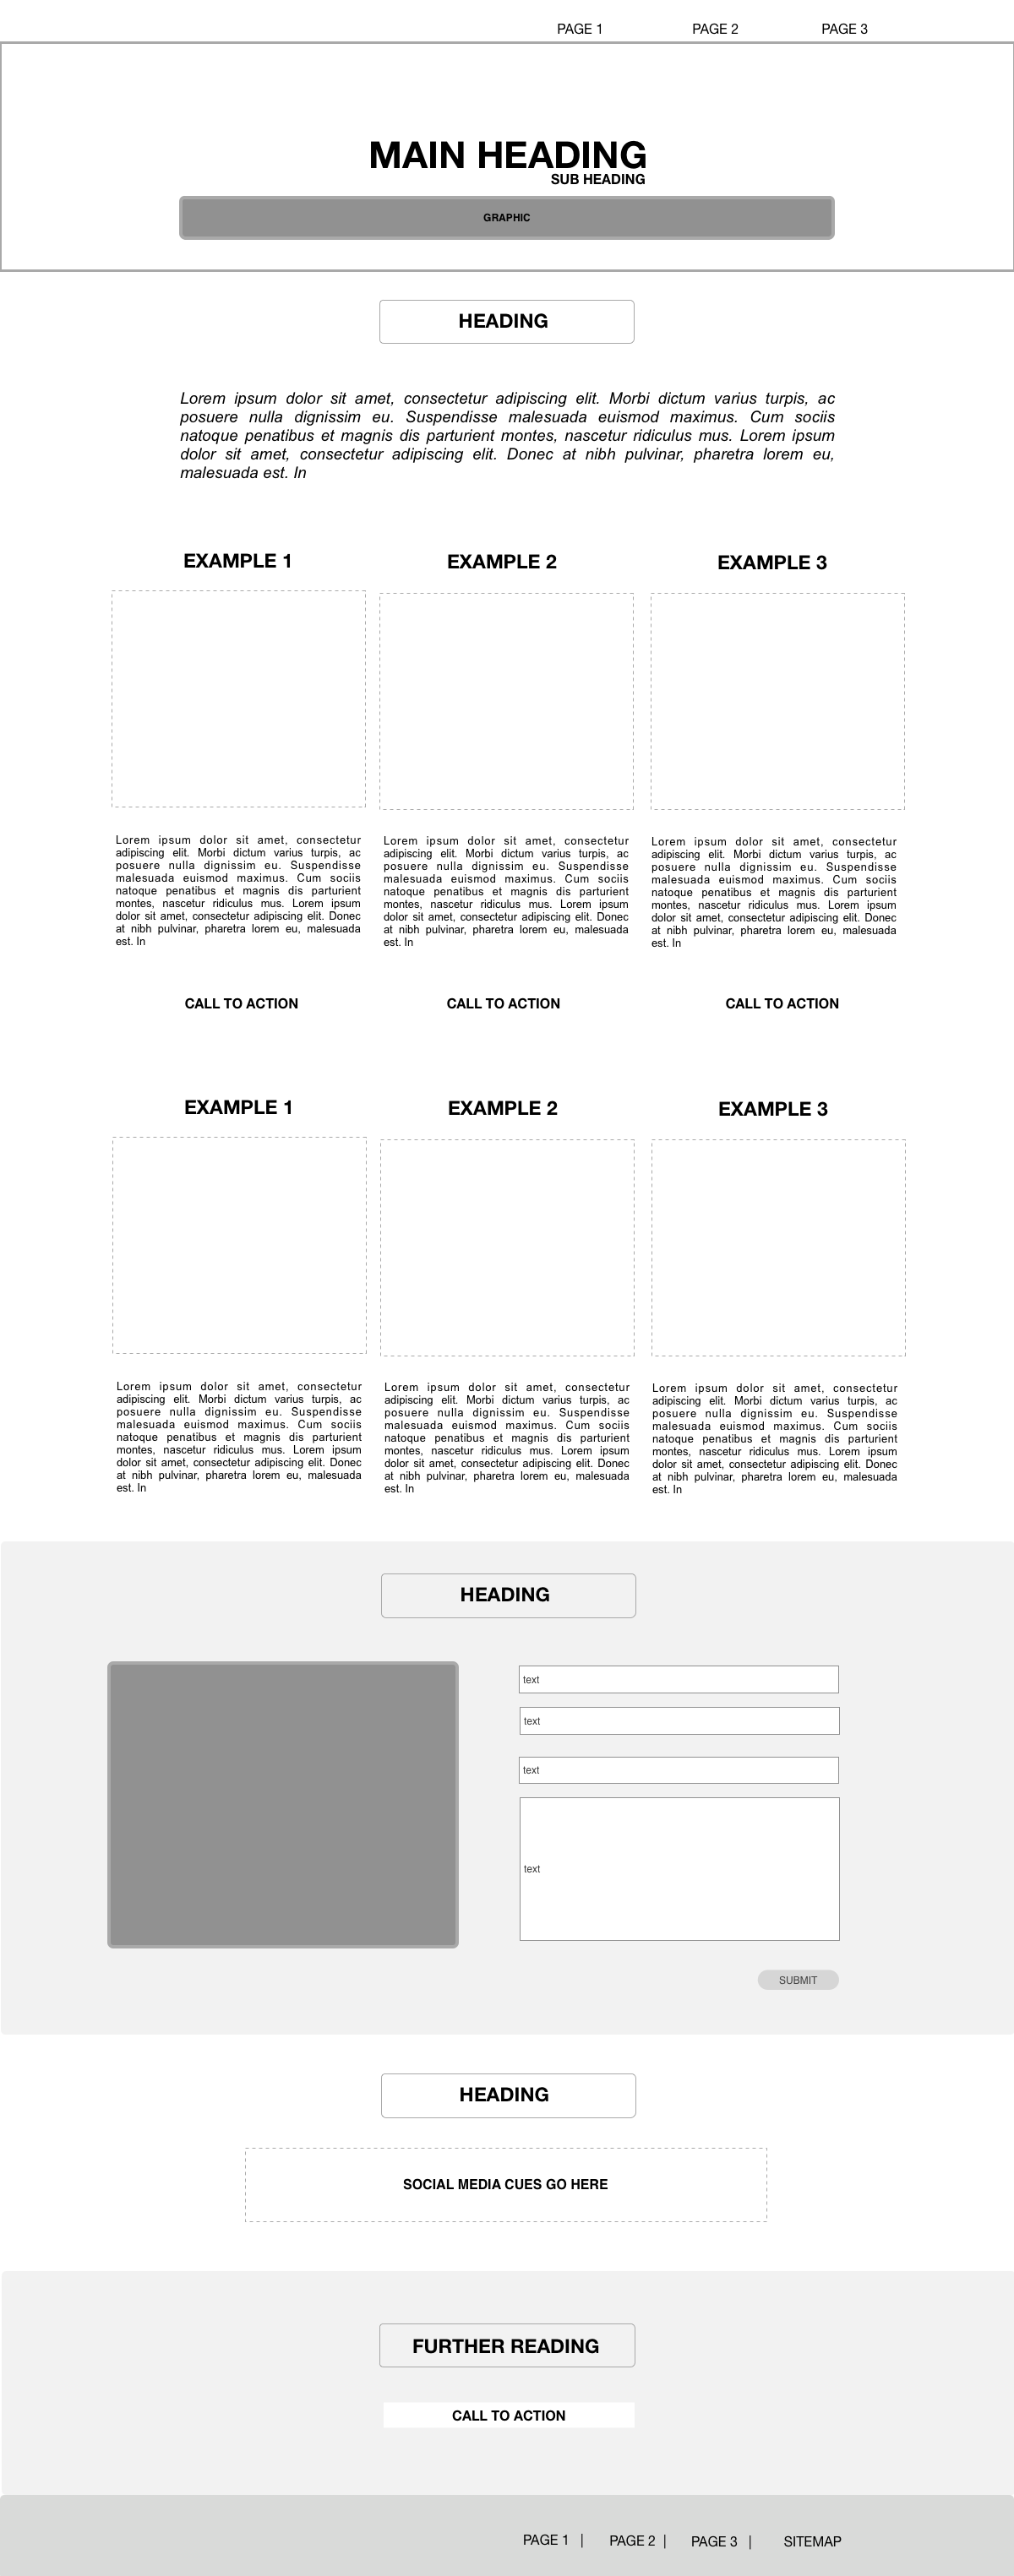 PAGE 1 PAGE 2 PAGE 3
MAIN HEADING
SUB HEADING
GRAPHIC
HEADING
Lorem ipsum dolor sit amet, consectetur adipiscing elit. Morbi dictum varius turpis, ac
posuere nulla dignissim eu. Suspendisse malesuada euismod maximus. Cum sociis
natoque penatibus et magnis dis parturient montes, nascetur ridiculus mus. Lorem ipsum
dolor sit amet, consectetur adipiscing elit. Donec at nibh pulvinar, pharetra lorem eu,
malesuada est. In
EXAMPLE 1
EXAMPLE 2
EXAMPLE 3
Lorem ipsum dolor sit amet, consectetur
adipiscing elit. Morbi dictum varius turpis, ac
posuere nulla dignissim eu. Suspendisse
malesuada euismod maximus. Cum sociis
natoque penatibus et magnis dis parturient
montes, nascetur ridiculus mus. Lorem ipsum
dolor sit amet, consectetur adipiscing elit. Donec
at nibh pulvinar, pharetra lorem eu, malesuada
est. In
Lorem ipsum dolor sit amet, consectetur
adipiscing elit. Morbi dictum varius turpis, ac
posuere nulla dignissim eu. Suspendisse
malesuada euismod maximus. Cum sociis
natoque penatibus et magnis dis parturient
montes, nascetur ridiculus mus. Lorem ipsum
dolor sit amet, consectetur adipiscing elit. Donec
at nibh pulvinar, pharetra lorem eu, malesuada
est. In
Lorem ipsum dolor sit amet, consectetur
adipiscing elit. Morbi dictum varius turpis, ac
posuere nulla dignissim eu. Suspendisse
malesuada euismod maximus. Cum sociis
natoque penatibus et magnis dis parturient
montes, nascetur ridiculus mus. Lorem ipsum
dolor sit amet, consectetur adipiscing elit. Donec
at nibh pulvinar, pharetra lorem eu, malesuada
est. In
CALL TO ACTION
CALL TO ACTION
CALL TO ACTION
EXAMPLE 1
EXAMPLE 2
EXAMPLE 3
Lorem ipsum dolor sit amet, consectetur
adipiscing elit. Morbi dictum varius turpis, ac
posuere nulla dignissim eu. Suspendisse
malesuada euismod maximus. Cum sociis
natoque penatibus et magnis dis parturient
montes, nascetur ridiculus mus. Lorem ipsum
dolor sit amet, consectetur adipiscing elit. Donec
at nibh pulvinar, pharetra lorem eu, malesuada
est. In
Lorem ipsum dolor sit amet, consectetur
adipiscing elit. Morbi dictum varius turpis, ac
posuere nulla dignissim eu. Suspendisse
malesuada euismod maximus. Cum sociis
natoque penatibus et magnis dis parturient
montes, nascetur ridiculus mus. Lorem ipsum
dolor sit amet, consectetur adipiscing elit. Donec
at nibh pulvinar, pharetra lorem eu, malesuada
est. In
Lorem ipsum dolor sit amet, consectetur
adipiscing elit. Morbi dictum varius turpis, ac
posuere nulla dignissim eu. Suspendisse
malesuada euismod maximus. Cum sociis
natoque penatibus et magnis dis parturient
montes, nascetur ridiculus mus. Lorem ipsum
dolor sit amet, consectetur adipiscing elit. Donec
at nibh pulvinar, pharetra lorem eu, malesuada
est. In
HEADING
text
text
text
text
SUBMIT
HEADING
SOCIAL MEDIA CUES GO HERE
FURTHER READING
CALL TO ACTION
PAGE 1 | PAGE 2 | PAGE 3 | SITEMAP